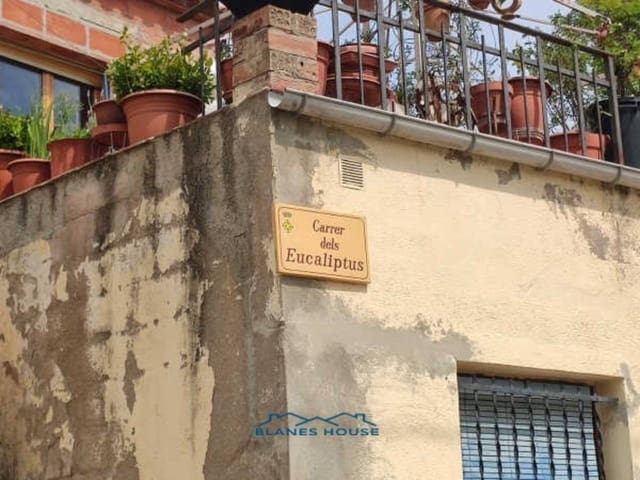 Carrer
dels
Eucaliptus
BLANES HOUSE